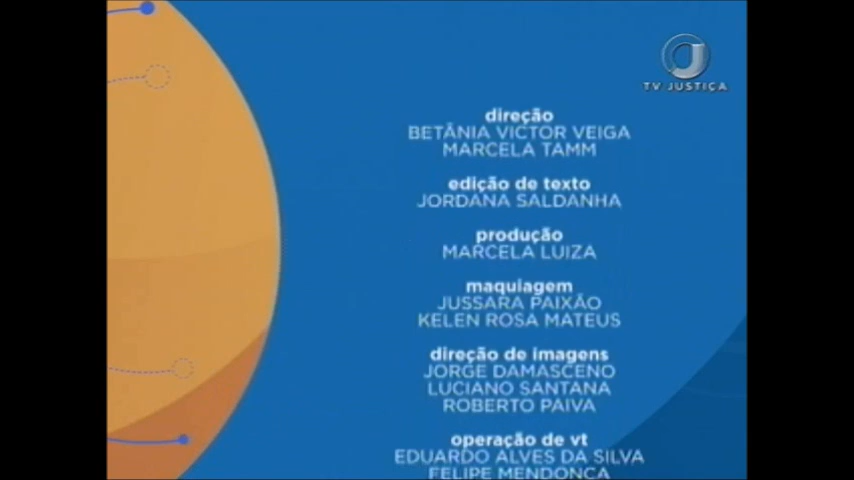 TV JUSTIÇA
direção
BETÂNIA VICTOR VEIGA
MARCELA TAMM
edição de texto
JORDANA SALDANHA
produção
MARCELA LUIZA
maquiagem
JUSSARA PAIXÃO
KELEN ROSA MATEUS
direção de imagens
JORGE DAMASCENO
LUCIANO SANTANA
ROBERTO PAIVA
operação de vt
EDUARDO ALVES DA SILVA
FELIPE MENDONÇA